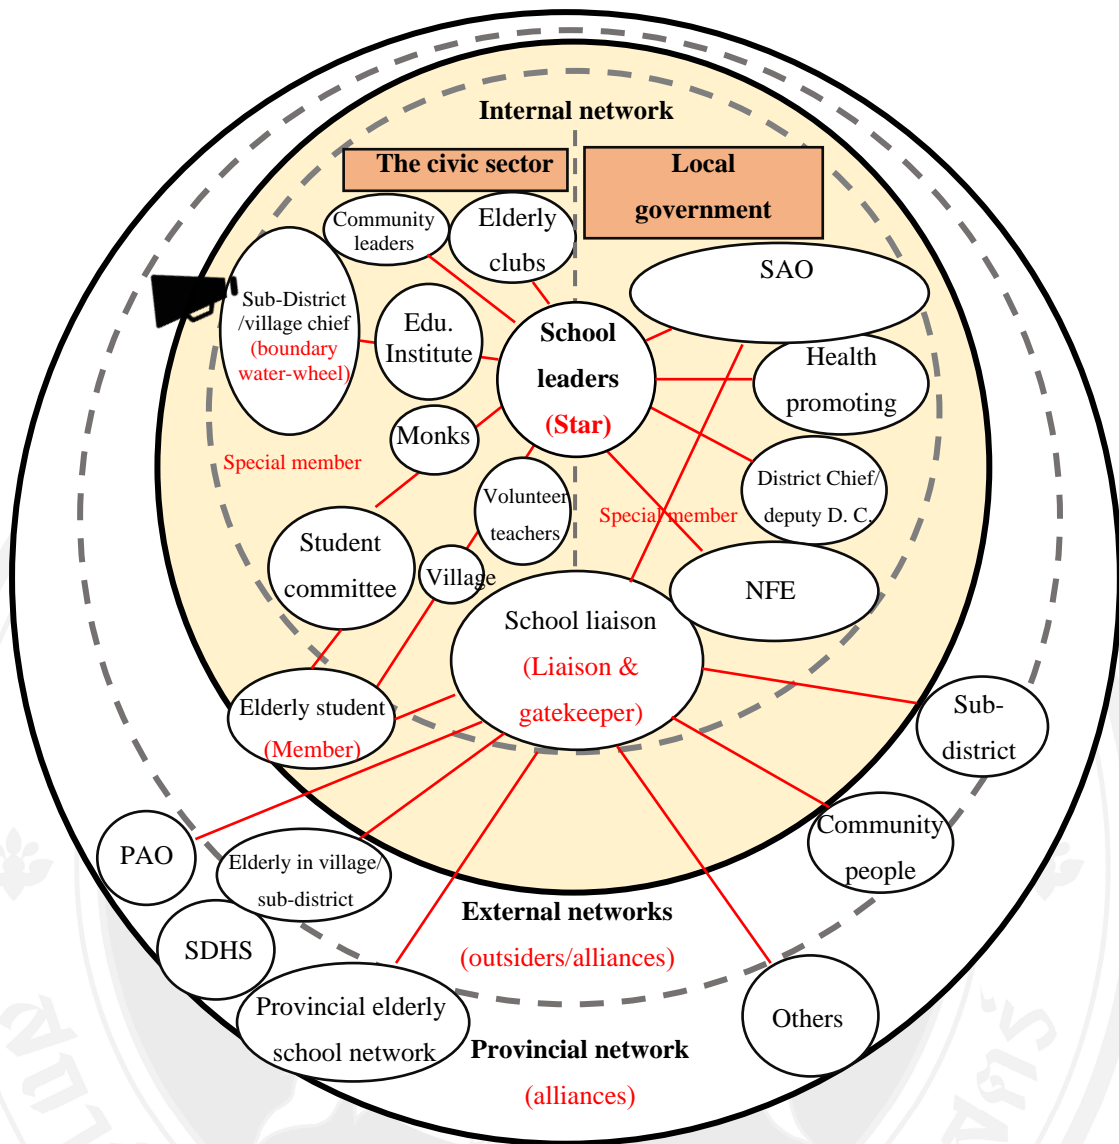 Internal network
The civic sector
Local
government
Community
leaders
Elderly
clubs
SAO
Sub-District
/village chief
(boundary
water-wheel)
Edu.
Institute
School
leaders
(Star)
Health
promoting
Monks
Special member
District Chief/
deputy D. C.
Volunteer
teachers
Special member
Student
committee
Village
NFE
School liaison
(Liaison &
gatekeeper)
Elderly student
(Member)
Sub-
district
PAO
Elderly in village/
sub-district
Community
people
External networks
(outsiders/alliances)
SDHS
Provincial elderly
school network
Others
Provincial network
(alliances)